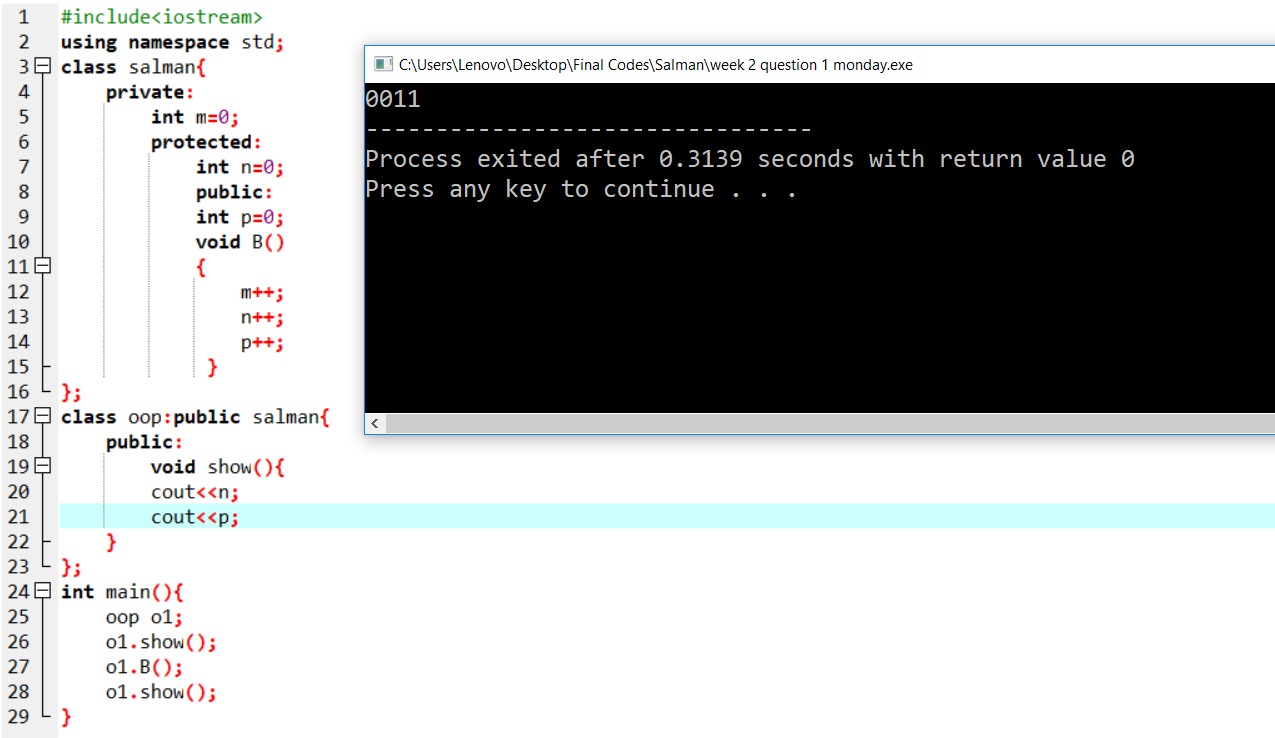 1 #include<iostream>
2 using namespace std;
3 class salman{
4 private:
5 int m=0;
6 protected:
7 int n=0;
8 public:
9 int p=0;
10 void B()
11 {
12 m++;
13 n++;
14 p++;
15 }
16 };
17 class oop:public salman{
18 public:
19 void show(){
20 cout<<n;
21 cout<<p;
22 }
23 };
24 int main(){
25 oop o1;
26 o1.show();
27 o1.B();
28 o1.show();
29 }
C:\Users\Lenovo\Desktop\Final Codes\Salman\week 2 question 1 monday.exe
0011
--------------------------------
Process exited after 0.3139 seconds with return value 0
Press any key to continue . . .